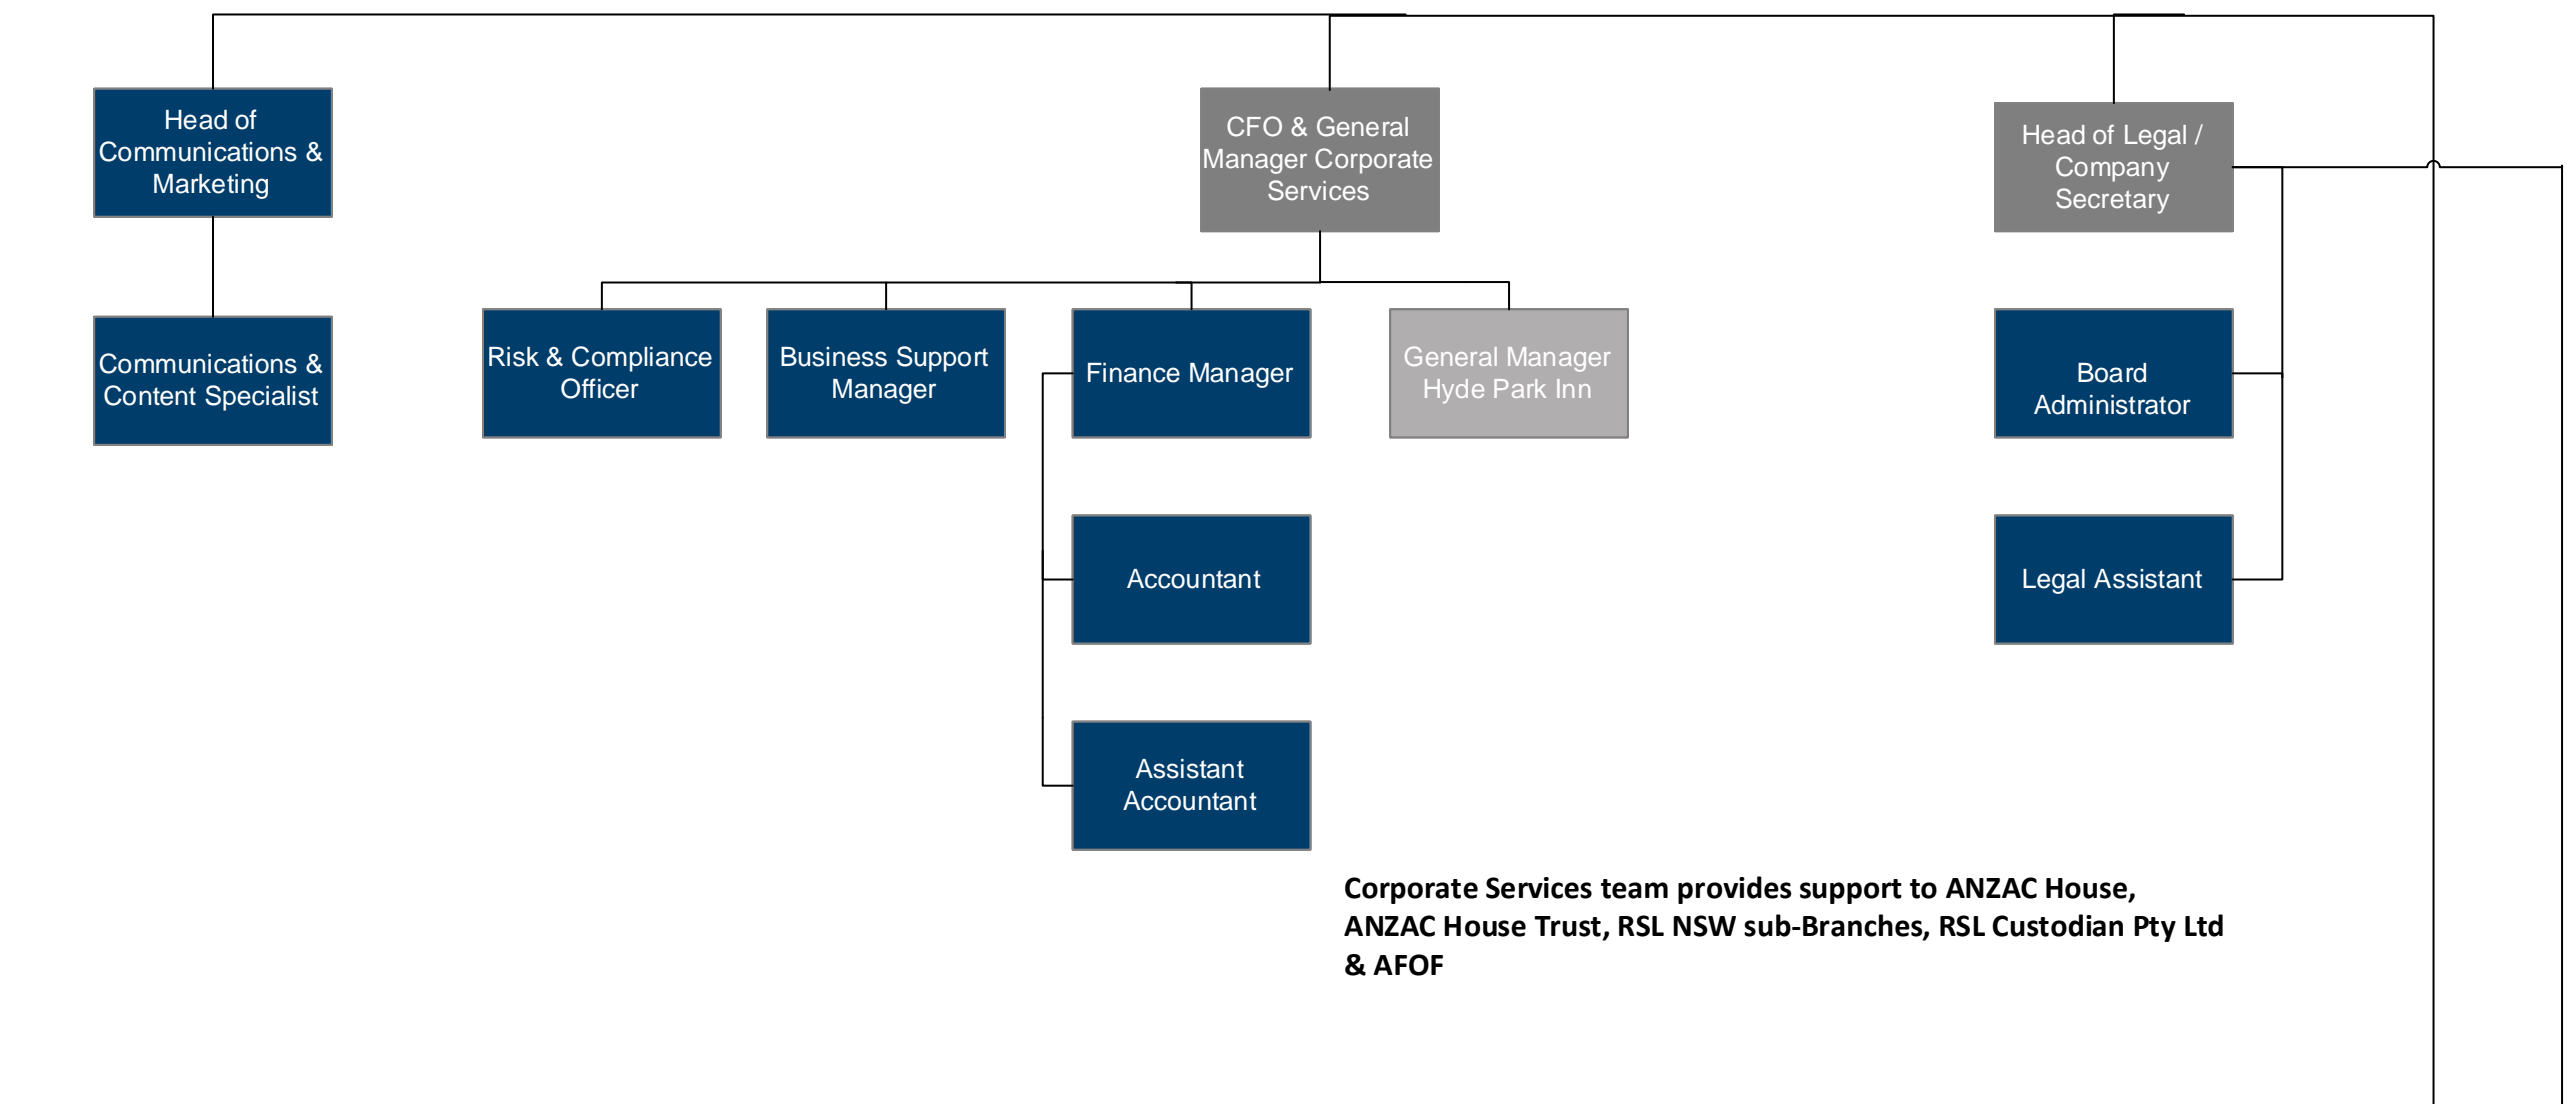 Head of
Communications &
Marketing
CFO & General
Manager Corporate
Services
Head of Legal /
Company
Secretary
Communications &
Content Specialist
Risk & Compliance
Officer
Business Support
Manager
Finance Manager
General Manager
Hyde Park Inn
Board
Administrator
Accountant
Legal Assistant
Assistant
Accountant
Corporate Services team provides support to ANZAC House,
ANZAC House Trust, RSL NSW sub-Branches, RSL Custodian Pty Ltd
& AFOF